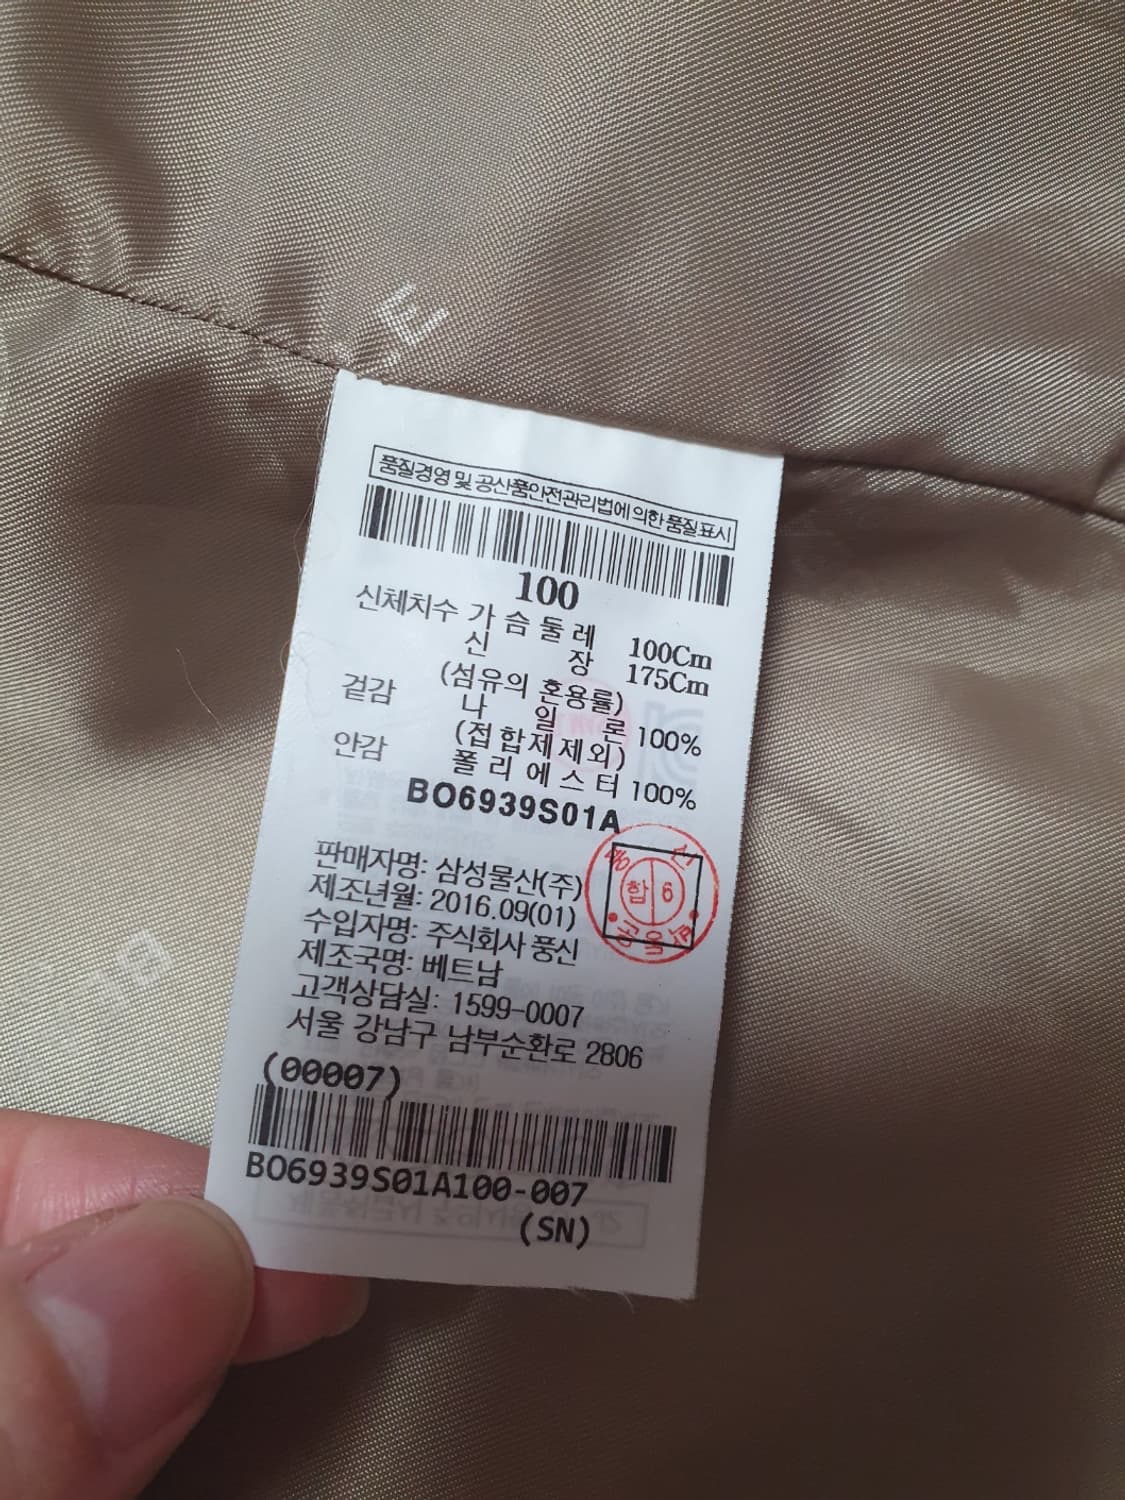 품질경영 및 공산품안전관리법에 의한 품질표시
100
신체치수 가슴둘레 100Cm
신장 175Cm
(섬유의 혼용률)
겉감 나일론 100%
(접합제제외)
안감 폴리에스터 100%
BO6939S01A
합 6
판매자명: 삼성물산(주)
제조년월: 2016.09(01)
수입자명: 주식회사 풍신
제조국명: 베트남
고객상담실: 1599-0007
서울 강남구 남부순환로 2806
(00007)
BO6939S01A100-007
(SN)